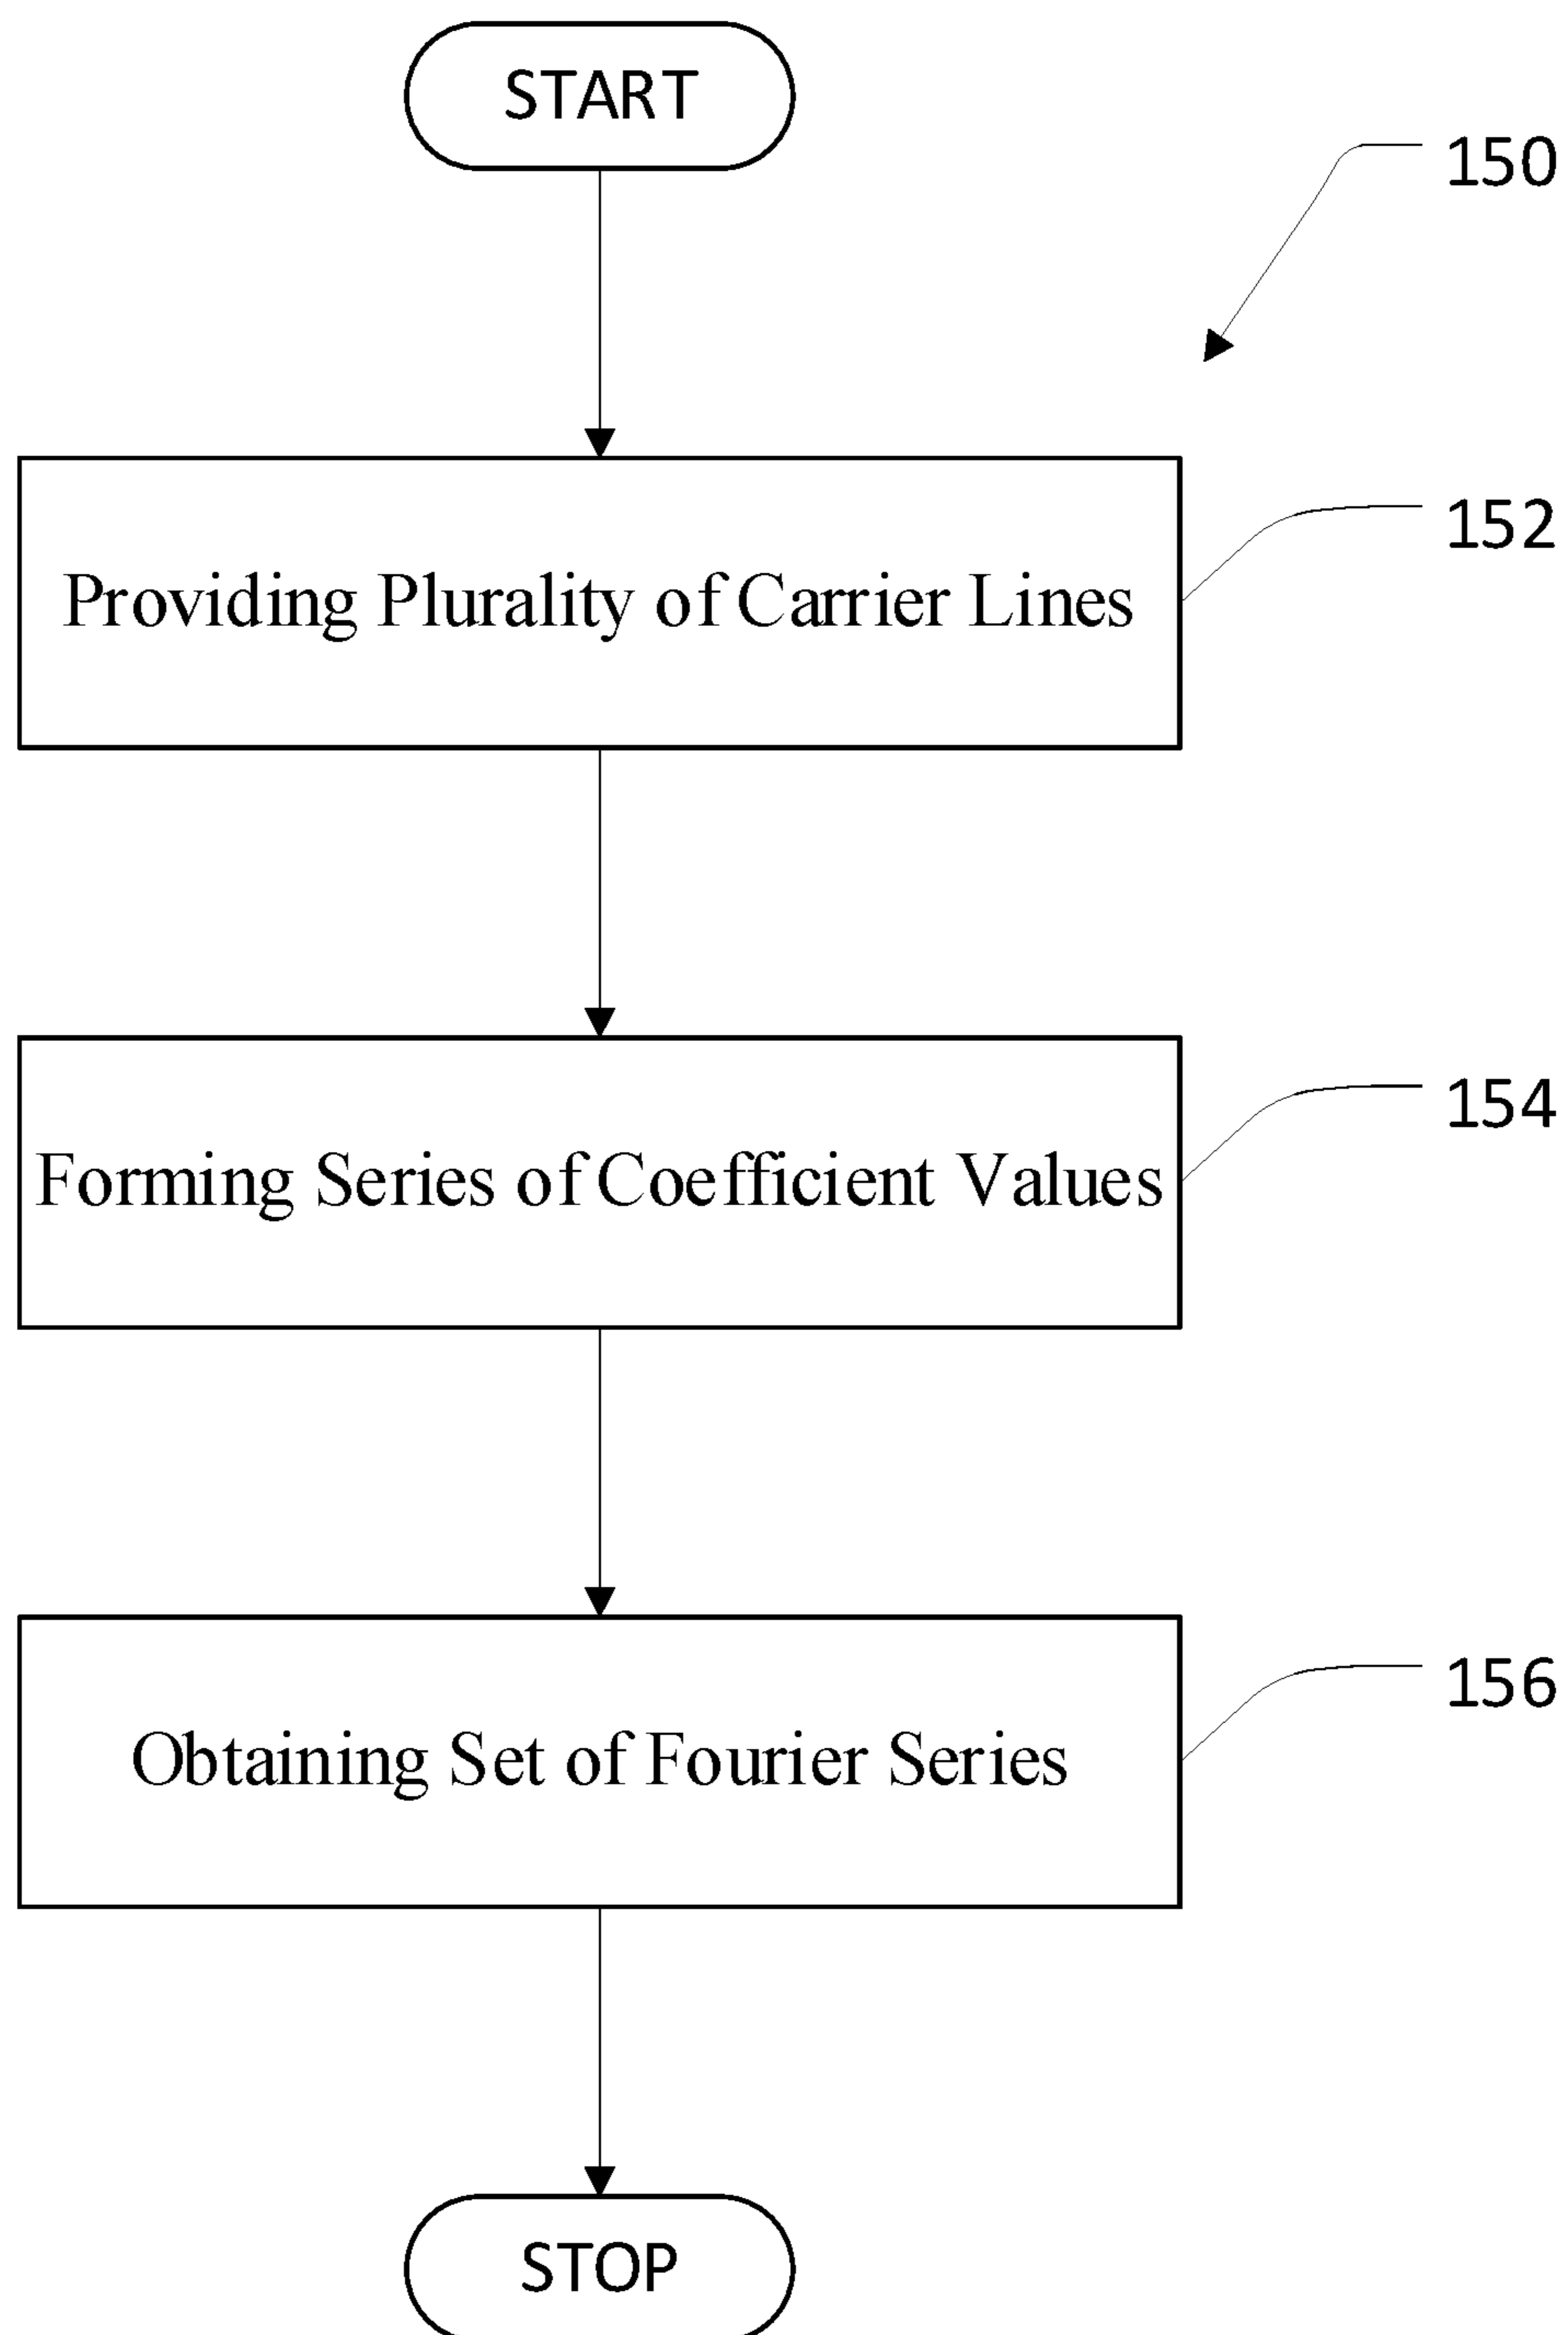 START
150
152
Providing Plurality of Carrier Lines
154
Forming Series of Coefficient Values
156
Obtaining Set of Fourier Series
STOP